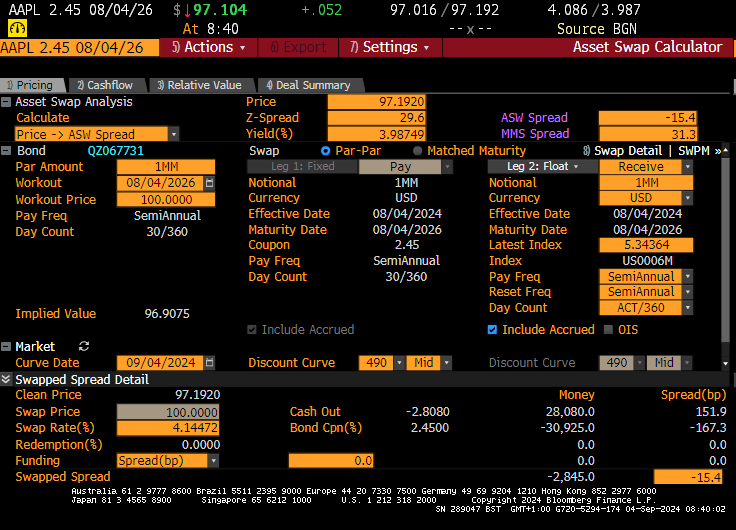 AAPL 2.45 08/04/26 $↓97.104 +.052 97.016 / 97.192 4.086 / 3.987
At 8:40 -- x -- Source BGN
AAPL 2.45 08/04/26 5) Actions 6) Export 7) Settings Asset Swap Calculator
1) Pricing 2) Cashflow 3) Relative Value 4) Deal Summary
Asset Swap Analysis Price 97.1920
Calculate Z-Spread 29.6 ASW Spread -15.4
Price -> ASW Spread Yield(%) 3.98749 MMS Spread 31.3
Bond QZ067731 Swap Par-Par Matched Maturity 8) Swap Detail | SWPM »
Par Amount 1MM Leg 1: Fixed Pay Leg 2: Float Receive
Workout 08/04/2026 Notional 1MM Notional 1MM
Workout Price 100.0000 Currency USD Currency USD
Pay Freq SemiAnnual Effective Date 08/04/2024 Effective Date 08/04/2024
Day Count 30/360 Maturity Date 08/04/2026 Maturity Date 08/04/2026
Coupon 2.45 Latest Index 5.34364
Pay Freq SemiAnnual Index US0006M
Day Count 30/360 Pay Freq SemiAnnual
Reset Freq SemiAnnual
Implied Value 96.9075 Day Count ACT/360
Include Accrued Include Accrued OIS
Market
Curve Date 09/04/2024 Discount Curve 490 Mid Discount Curve 490 Mid
Swapped Spread Detail
Clean Price 97.1920 Money Spread(bp)
Swap Price 100.0000 Cash Out -2.8080 28,080.0 151.9
Swap Rate(%) 4.14472 Bond Cpn(%) 2.4500 -30,925.0 -167.3
Redemption(%) 0.0000 0.0 0.0
Funding Spread(bp) 0.0 0.0 0.0
Swapped Spread -2,845.0 -15.4
Australia 61 2 9777 8600 Brazil 5511 2395 9000 Europe 44 20 7330 7500 Germany 49 69 9204 1210 Hong Kong 852 2977 6000
Japan 81 3 4565 8900 Singapore 65 6212 1000 U.S. 1 212 318 2000 Copyright 2024 Bloomberg Finance L.P.
SN 289047 BST GMT+1:00 G720-5294-174 04-Sep-2024 08:40:02